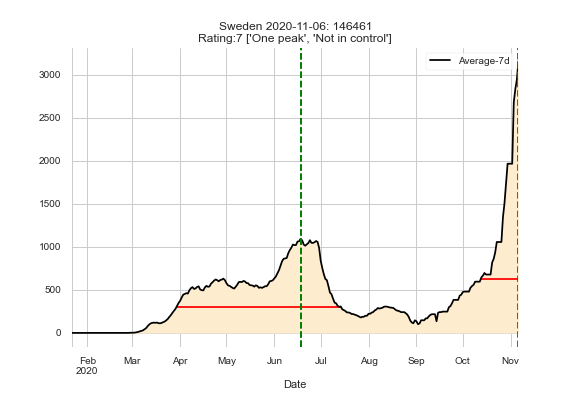 Sweden 2020-11-06: 146461
Rating:7 ['One peak', 'Not in control']
Average-7d
3000
2500
2000
1500
1000
500
0
Feb Mar Apr May Jun Jul Aug Sep Oct Nov
2020
Date